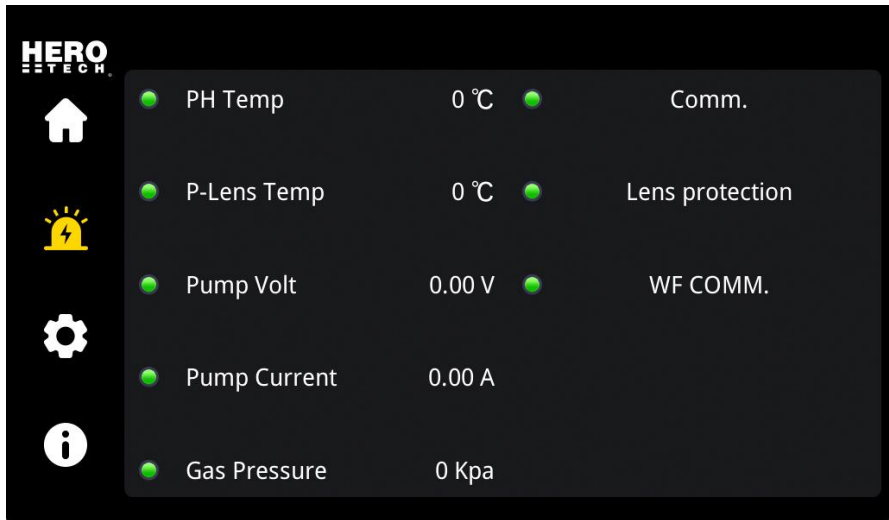 HERO
TECH®
PH Temp 0 ℃ Comm.
P-Lens Temp 0 ℃ Lens protection
Pump Volt 0.00 V WF COMM.
Pump Current 0.00 A
Gas Pressure 0 Kpa